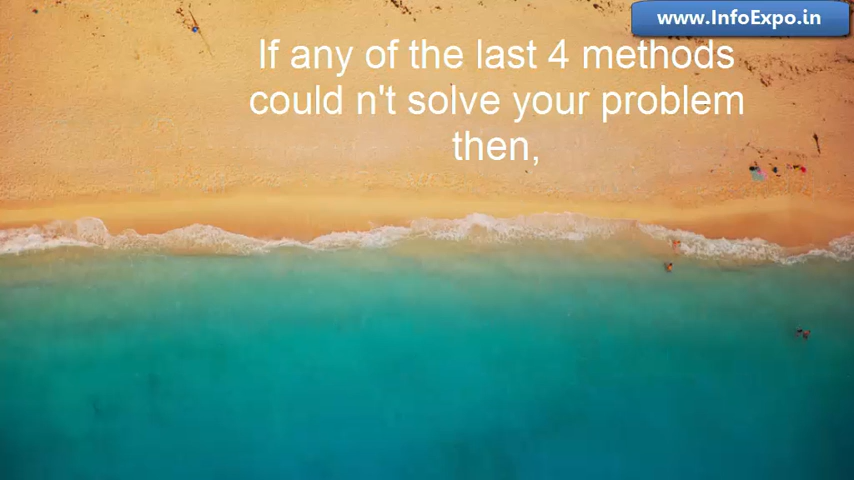 www.InfoExpo.in
If any of the last 4 methods
could n't solve your problem
then,